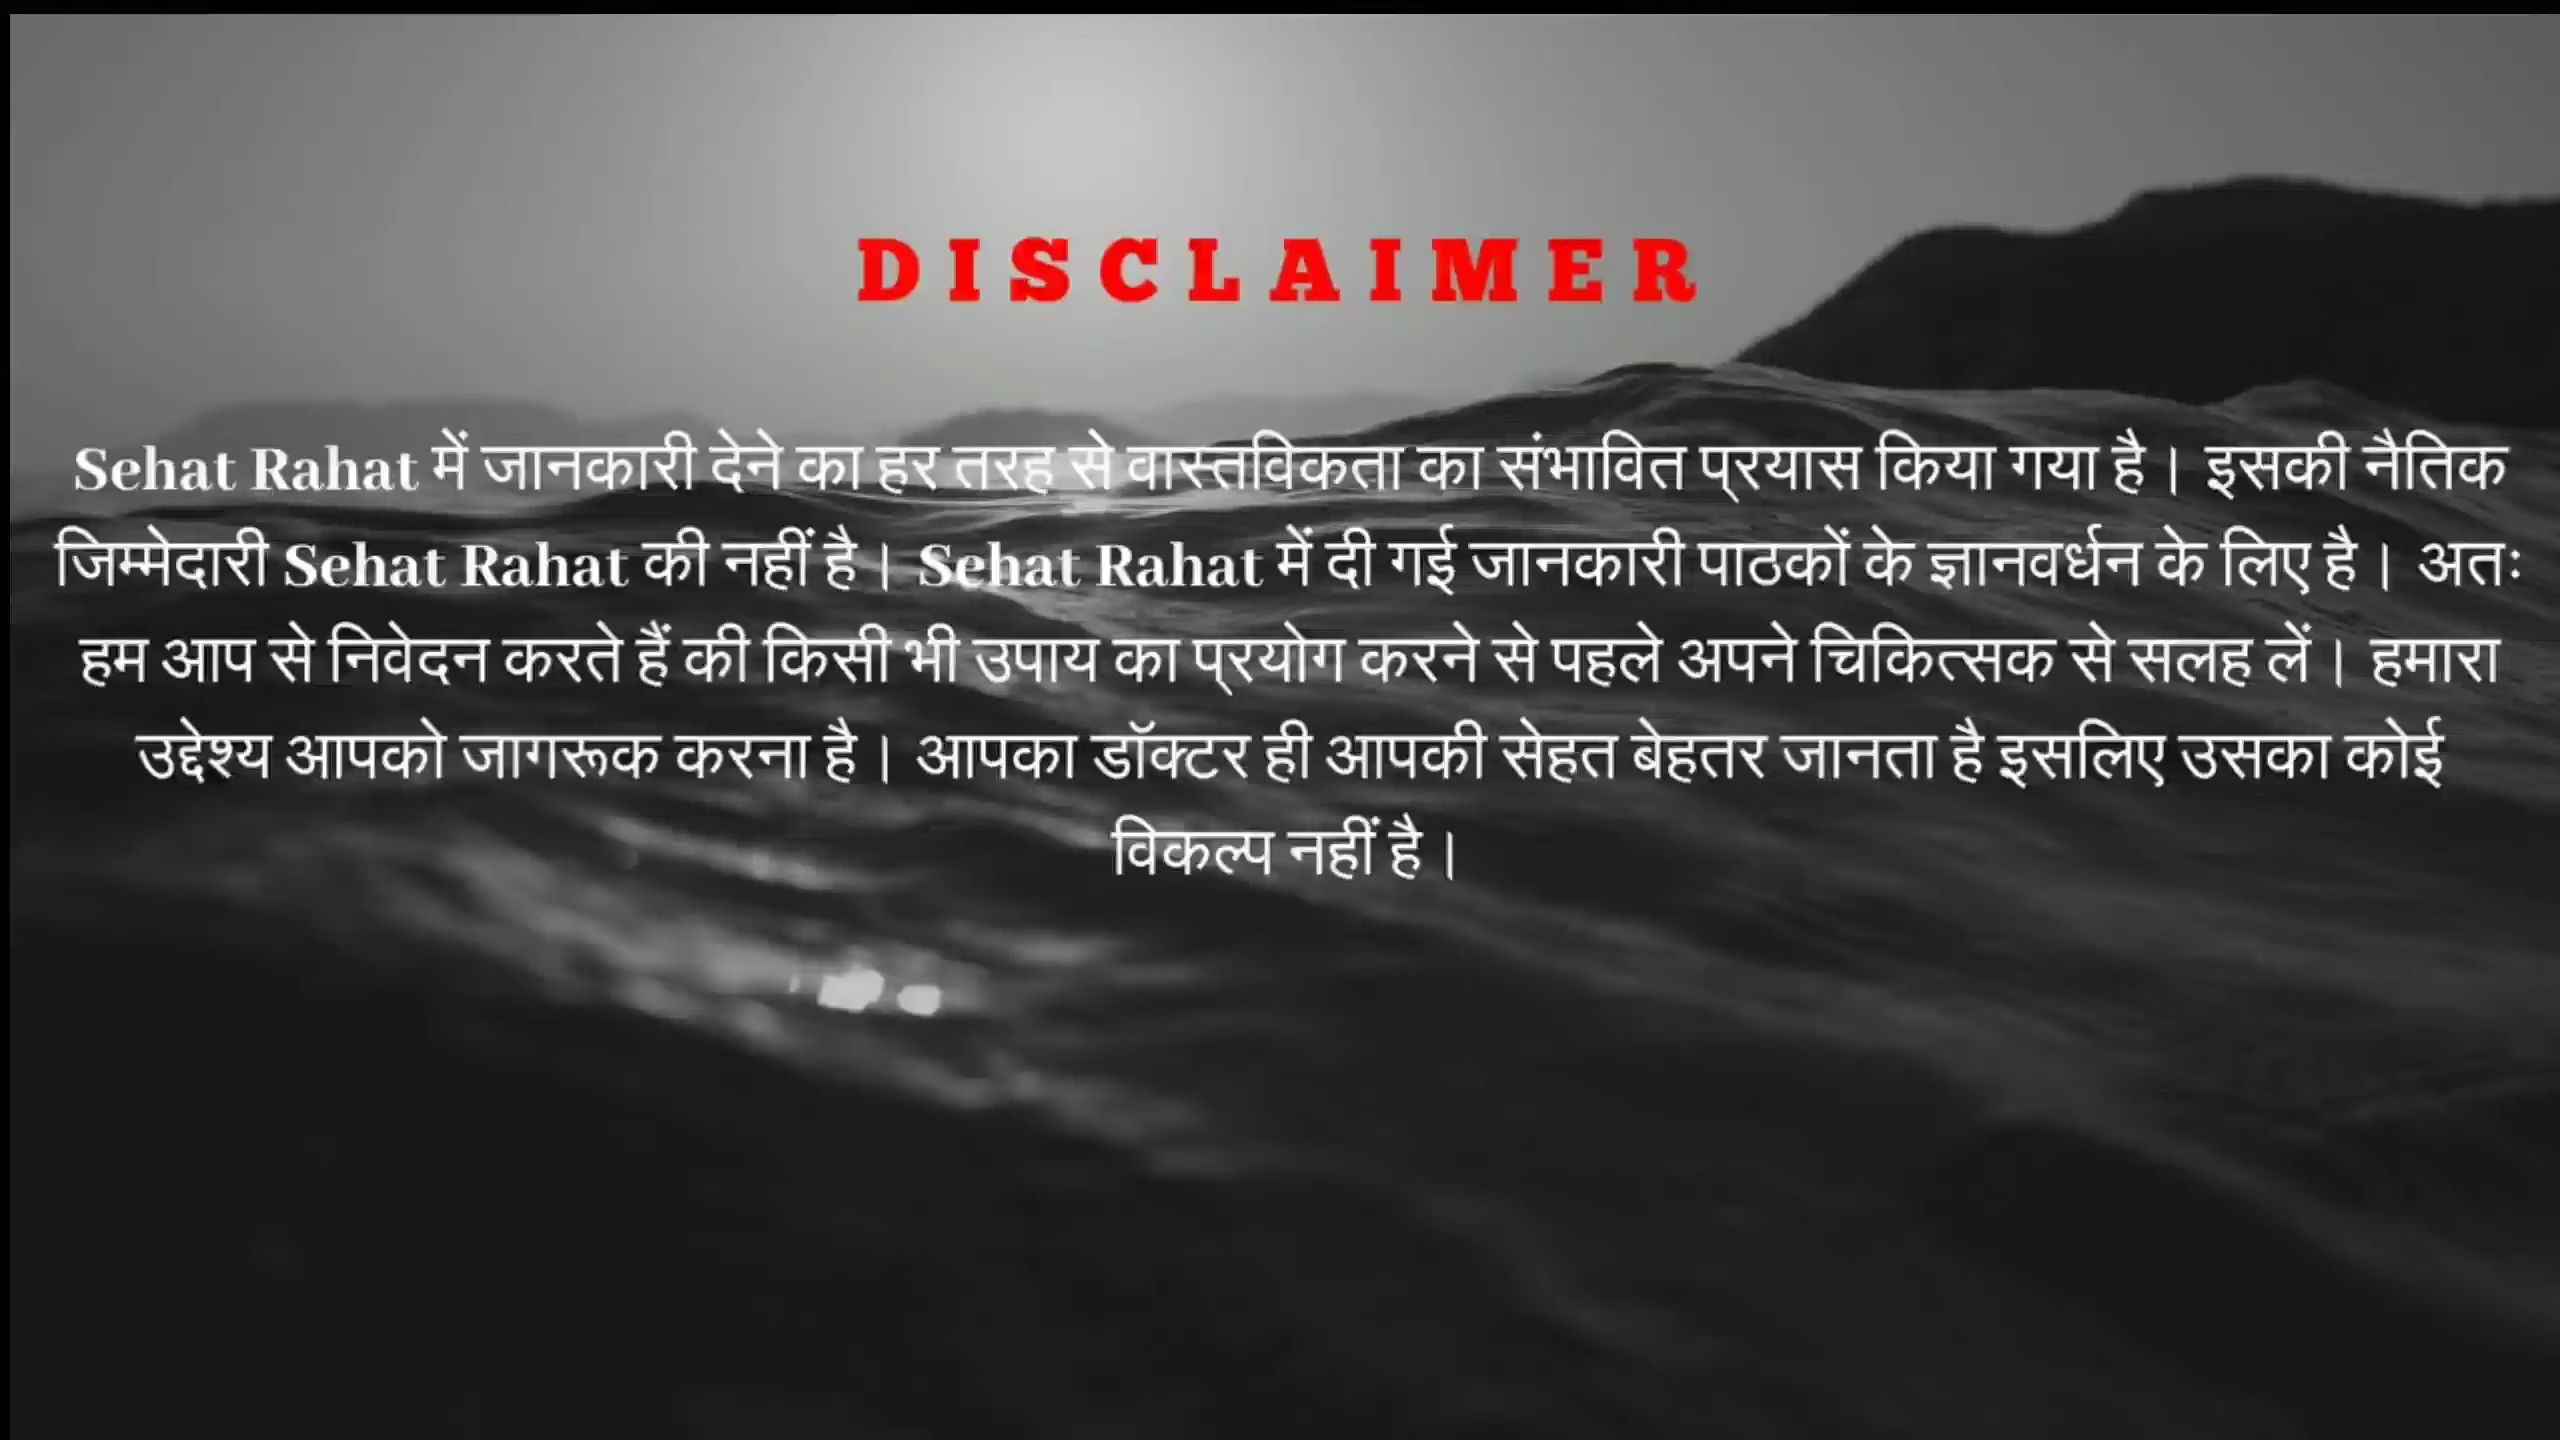 DISCLAIMER
Sehat Rahat में जानकारी देने का हर तरह से वास्तविकता का संभावित प्रयास किया गया है। इसकी नैतिक
जिम्मेदारी Sehat Rahat की नहीं है। Sehat Rahat में दी गई जानकारी पाठकों के ज्ञानवर्धन के लिए है। अतः
हम आप से निवेदन करते हैं की किसी भी उपाय का प्रयोग करने से पहले अपने चिकित्सक से सलह लें। हमारा
उद्देश्य आपको जागरूक करना है। आपका डॉक्टर ही आपकी सेहत बेहतर जानता है इसलिए उसका कोई
विकल्प नहीं है।